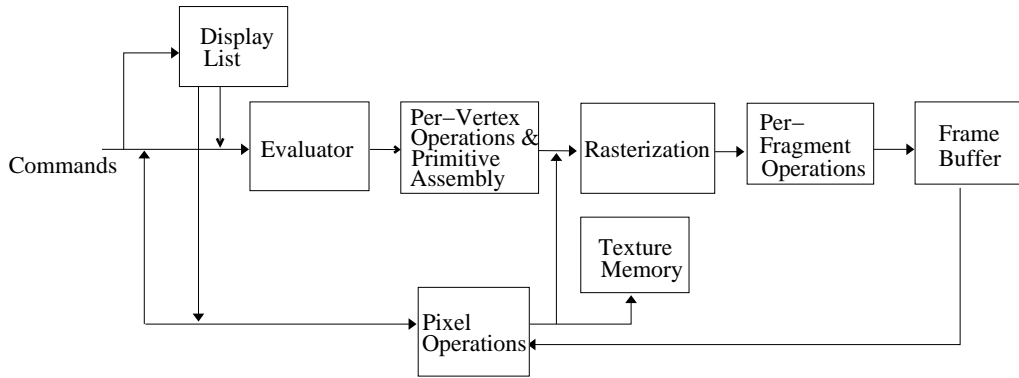 Display
List
Commands
Evaluator
Per−Vertex
Operations &
Primitive
Assembly
Rasterization
Per−
Fragment
Operations
Frame
Buffer
Texture
Memory
Pixel
Operations